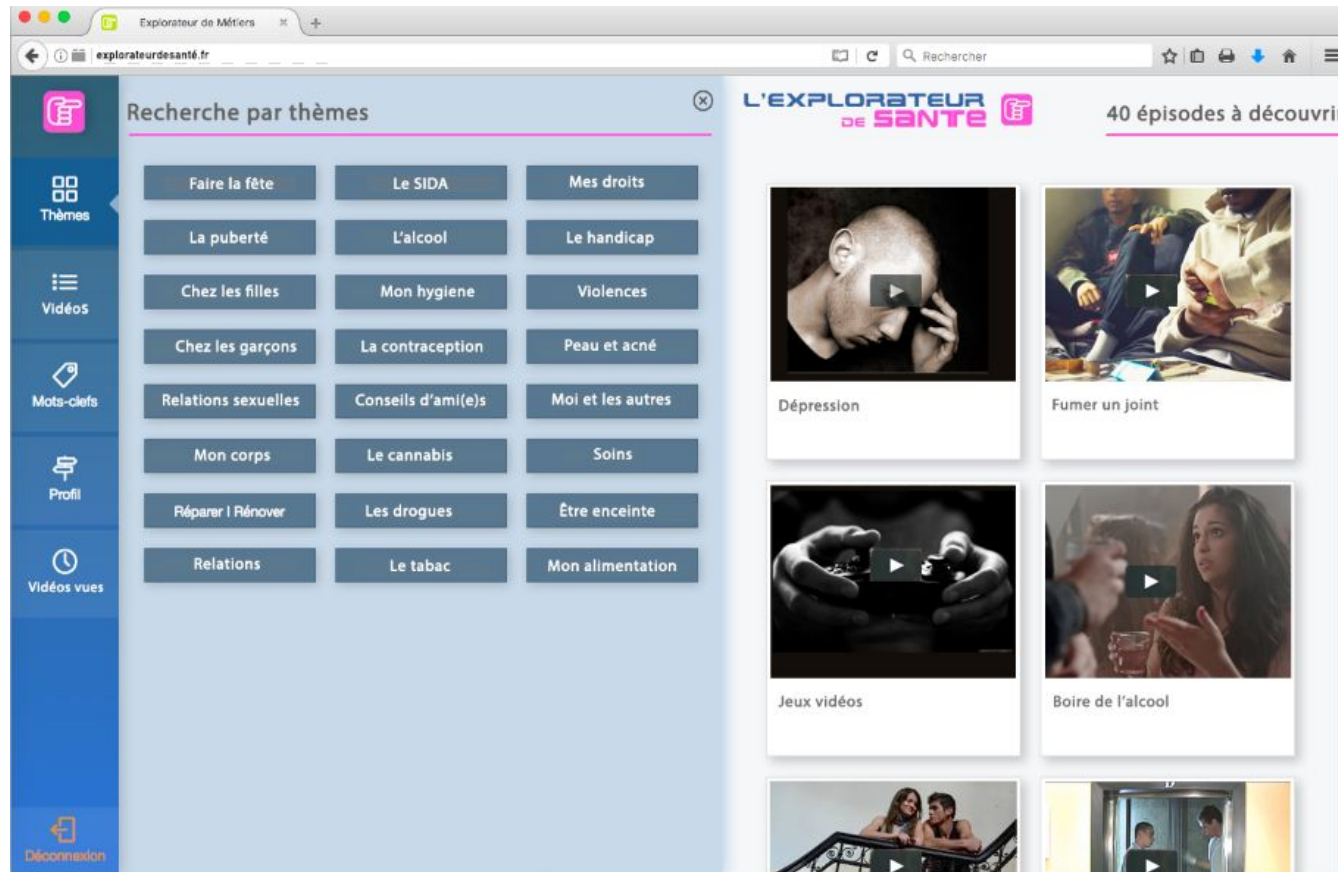 Explorateur de Métiers
explorateurdesanté.fr
Rechercher
Recherche par thèmes
L'EXPLORATEUR
DE SANTE
40 épisodes à découvri
Thèmes
Vidéos
Mots-clefs
Profil
Vidéos vues
Déconnexion
Faire la fête
Le SIDA
Mes droits
La puberté
L'alcool
Le handicap
Chez les filles
Mon hygiene
Violences
Chez les garçons
La contraception
Peau et acné
Relations sexuelles
Conseils d'ami(e)s
Moi et les autres
Mon corps
Le cannabis
Soins
Réparer I Rénover
Les drogues
Être enceinte
Relations
Le tabac
Mon alimentation
Dépression
Fumer un joint
Jeux vidéos
Boire de l'alcool